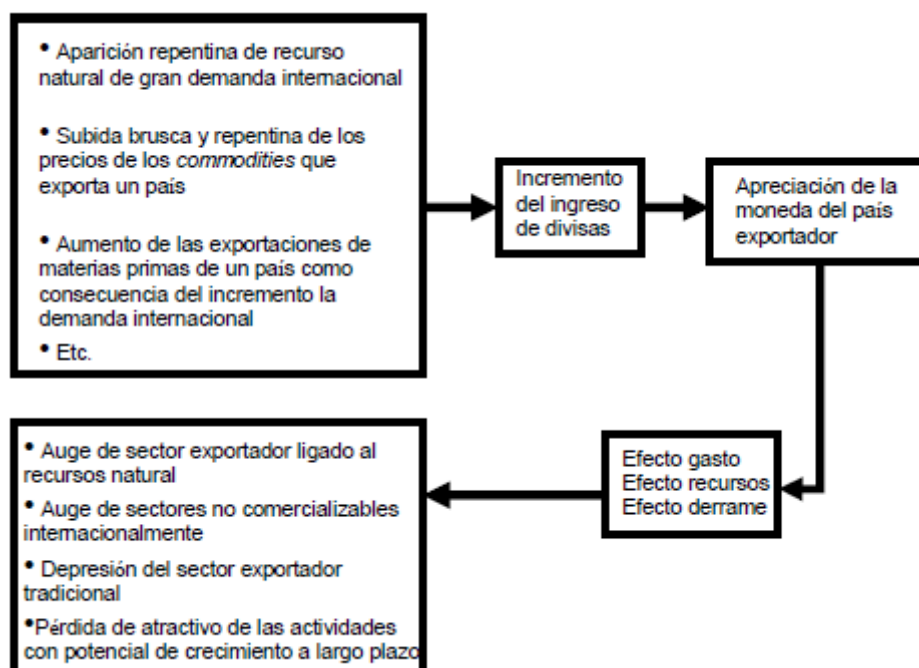 • Aparición repentina de recurso
natural de gran demanda internacional
• Subida brusca y repentina de los
precios de los commodities que
exporta un país
• Aumento de las exportaciones de
materias primas de un país como
consecuencia del incremento la
demanda internacional
• Etc.
Incremento
del ingreso
de divisas
Apreciación de la
moneda del país
exportador
Efecto gasto
Efecto recursos
Efecto derrame
• Auge de sector exportador ligado al
recursos natural
• Auge de sectores no comercializables
internacionalmente
• Depresión del sector exportador
tradicional
•Pérdida de atractivo de las actividades
con potencial de crecimiento a largo plazo